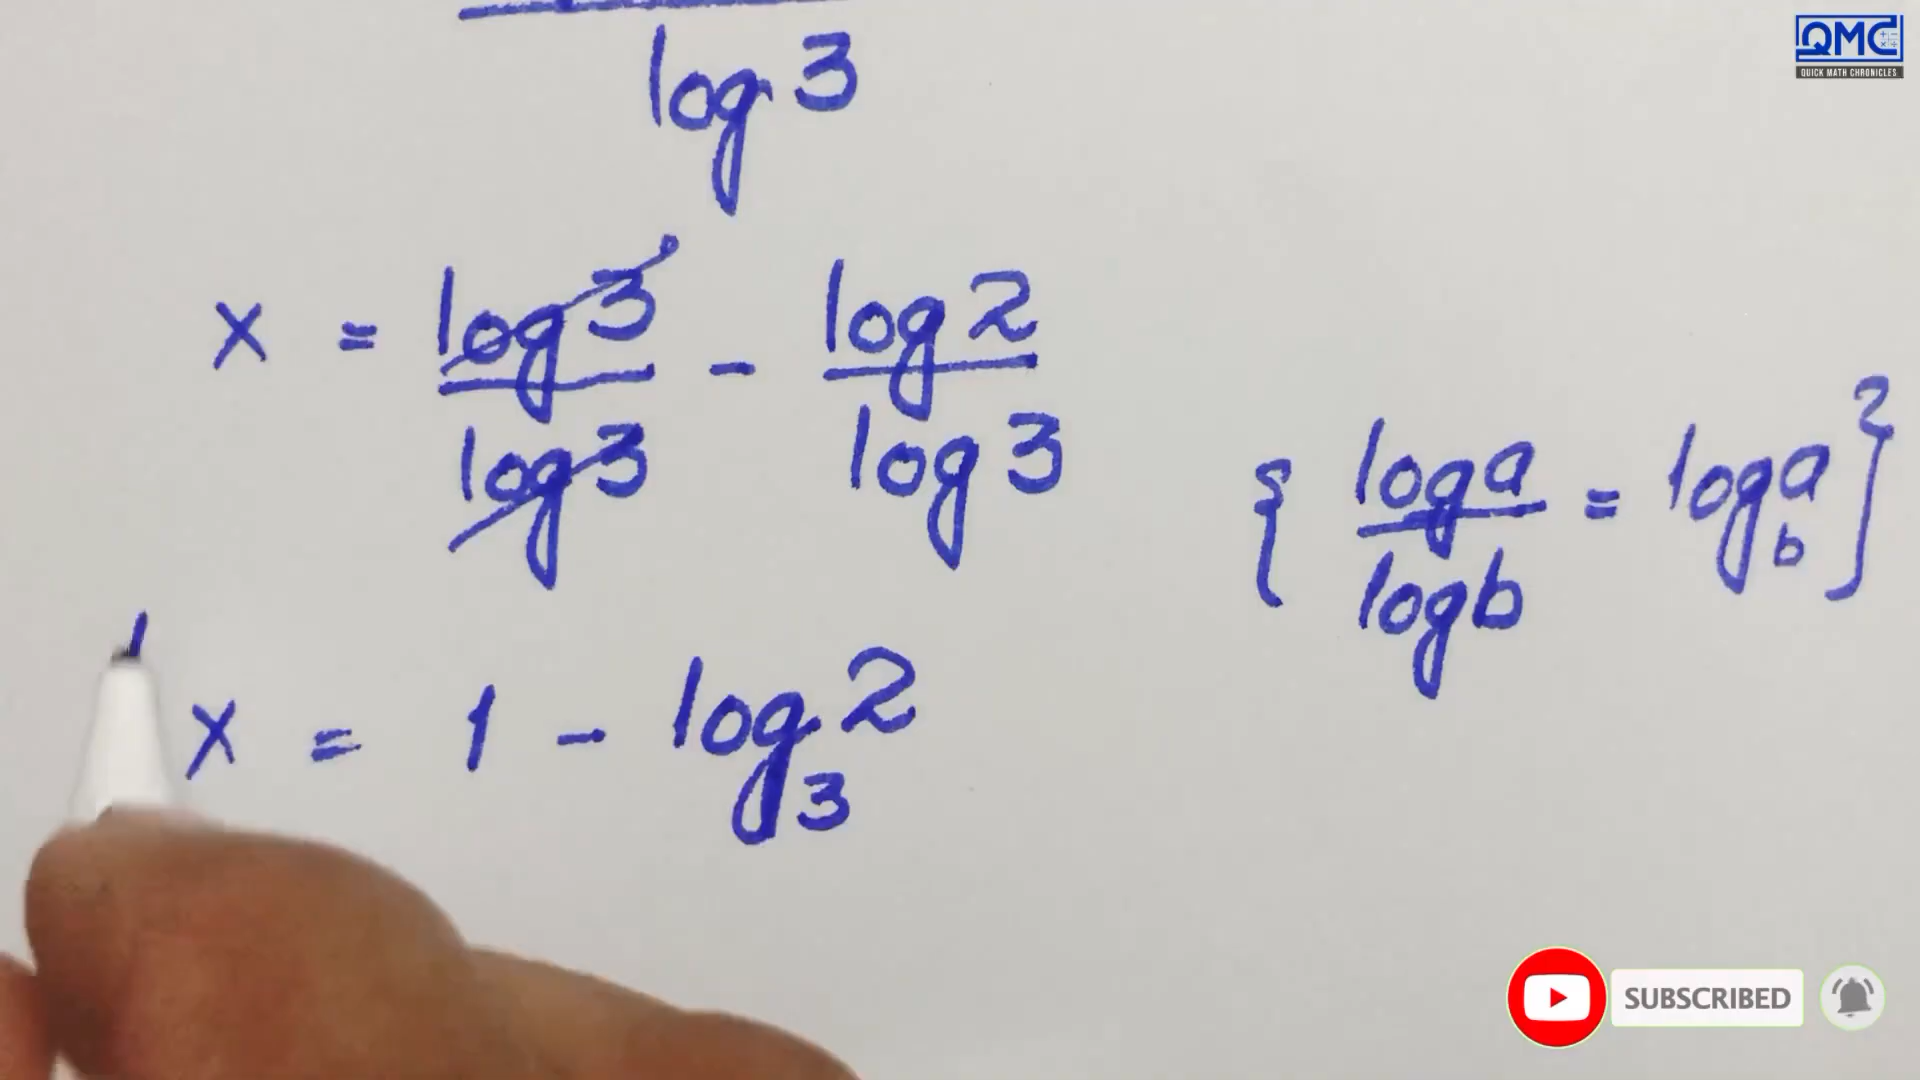 QMC
QUICK MATH CHRONICLES
log 3
x = log 3 / log 3 - log 2 / log 3
{ log a / log b = log_b a }
x = 1 - log_3 2
SUBSCRIBED